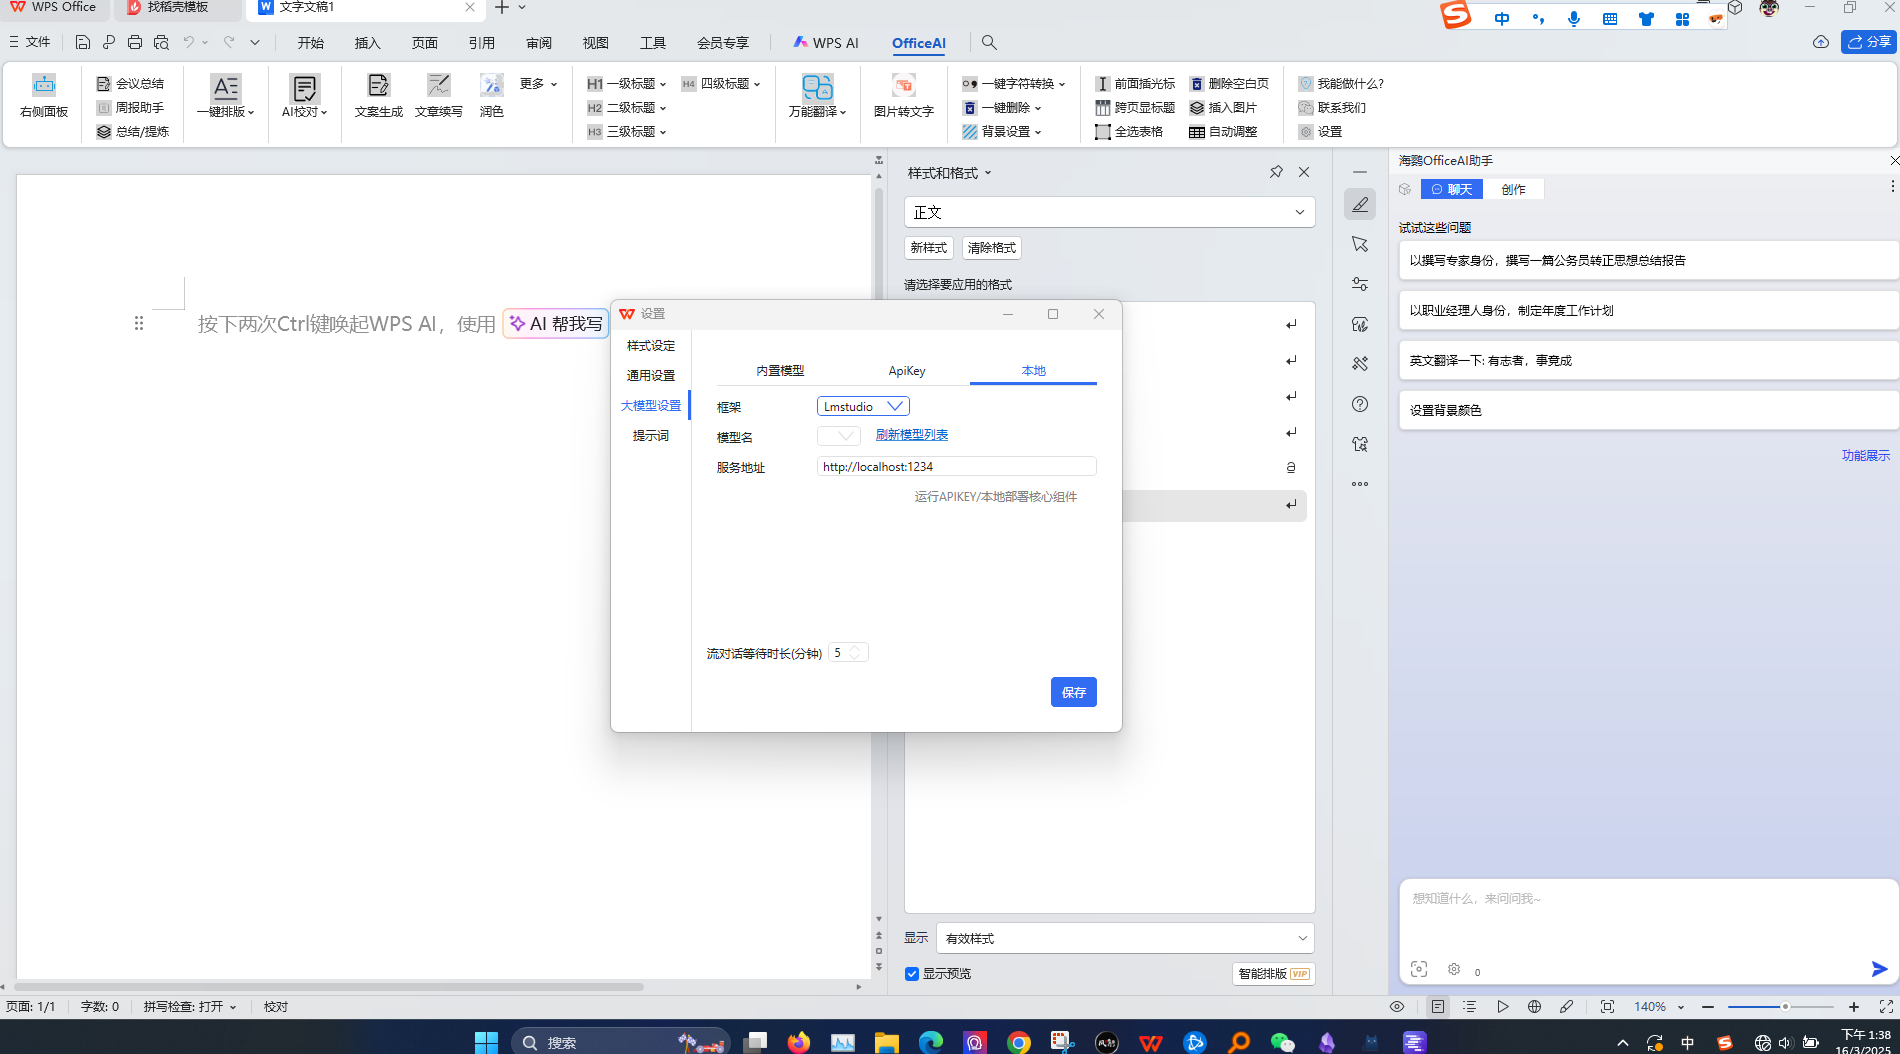 WPS Office
找稻壳模板
文字文稿1
中
文件
开始
插入
页面
引用
审阅
视图
工具
会员专享
WPS AI
OfficeAI
分享
右侧面板
会议总结
周报助手
总结/提炼
一键排版
AI校对
文案生成
文章续写
润色
更多
H1 一级标题
H2 二级标题
H3 三级标题
H4 四级标题
万能翻译
图片转文字
一键字符转换
一键删除
背景设置
前面插光标
跨页显标题
全选表格
删除空白页
插入图片
自动调整
我能做什么?
联系我们
设置
按下两次Ctrl键唤起WPS AI，使用
AI 帮我写
样式和格式
正文
新样式
清除格式
请选择要应用的格式
a
显示
有效样式
显示预览
智能排版 VIP
设置
样式设定
通用设置
大模型设置
提示词
内置模型
ApiKey
本地
框架
Lmstudio
模型名
刷新模型列表
服务地址
http://localhost:1234
运行APIKEY/本地部署核心组件
流对话等待时长(分钟)
5
保存
海鹦OfficeAI助手
聊天
创作
试试这些问题
以撰写专家身份，撰写一篇公务员转正思想总结报告
以职业经理人身份，制定年度工作计划
英文翻译一下: 有志者，事竟成
设置背景颜色
功能展示
想知道什么，来问问我~
0
页面: 1/1
字数: 0
拼写检查: 打开
校对
140%
搜索
中
下午 1:38
16/3/2025